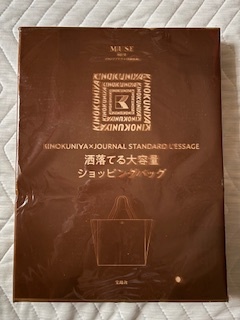 MUSE
KINOKUNIYA
KINOKUNIYA
KINOKUNIYA
KINOKUNIYA
K
KINOKUNIYA×JOURNAL STANDARD L'ESSAGE
洒落てる大容量
ショッピングバッグ
宝島社